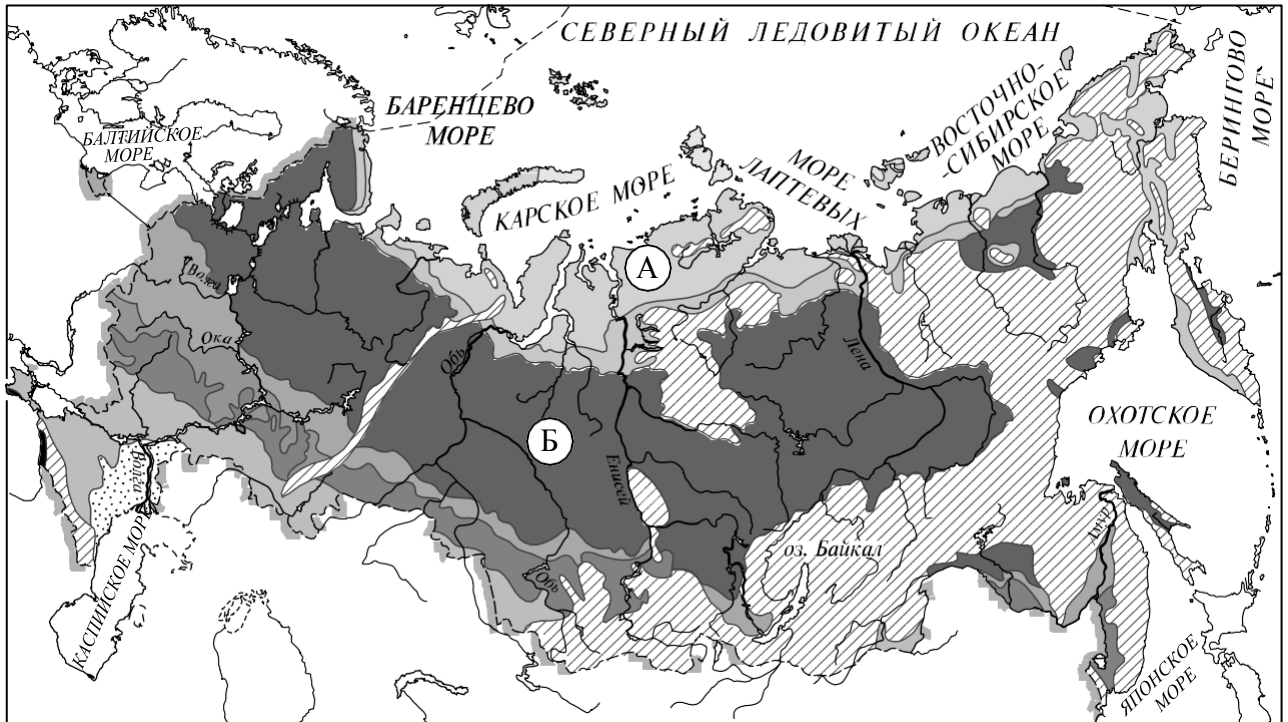 СЕВЕРНЫЙ ЛЕДОВИТЫЙ ОКЕАН
БАРЕНЦЕВО
МОРЕ
БАЛТИЙСКОЕ
МОРЕ
КАРСКОЕ МОРЕ
МОРЕ
ЛАПТЕВЫХ
ВОСТОЧНО-
-СИБИРСКОЕ
МОРЕ
БЕРИНГОВО
МОРЕ
А
Волга
Ока
Обь
Лена
Б
Енисей
ОХОТСКОЕ
МОРЕ
Волга
КАСПИЙСКОЕ МОРЕ
Обь
оз. Байкал
Амур
ЯПОНСКОЕ
МОРЕ